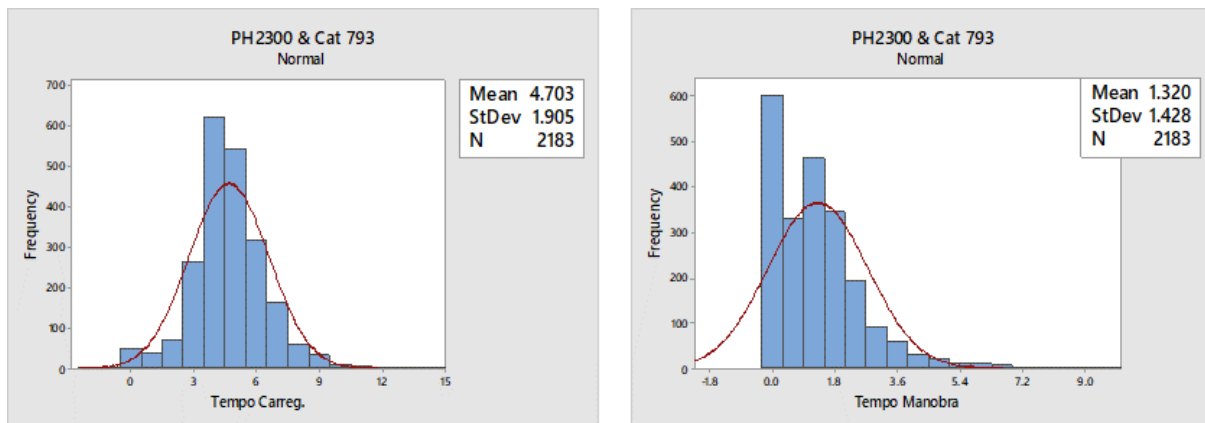 PH2300 & Cat 793
Normal
700
600
500
400
300
200
100
0
Frequency
0 3 6 9 12 15
Tempo Carreg.
Mean 4.703
StDev 1.905
N 2183
PH2300 & Cat 793
Normal
600
500
400
300
200
100
0
Frequency
-1.8 0.0 1.8 3.6 5.4 7.2 9.0
Tempo Manobra
Mean 1.320
StDev 1.428
N 2183